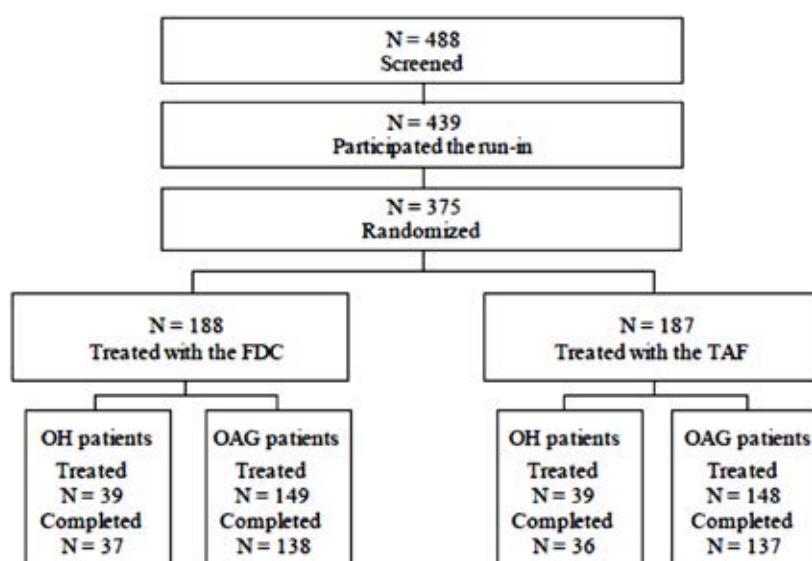 N = 488
Screened
N = 439
Participated the run-in
N = 375
Randomized
N = 188
Treated with the FDC
N = 187
Treated with the TAF
OH patients
Treated
N = 39
Completed
N = 37
OAG patients
Treated
N = 149
Completed
N = 138
OH patients
Treated
N = 39
Completed
N = 36
OAG patients
Treated
N = 148
Completed
N = 137